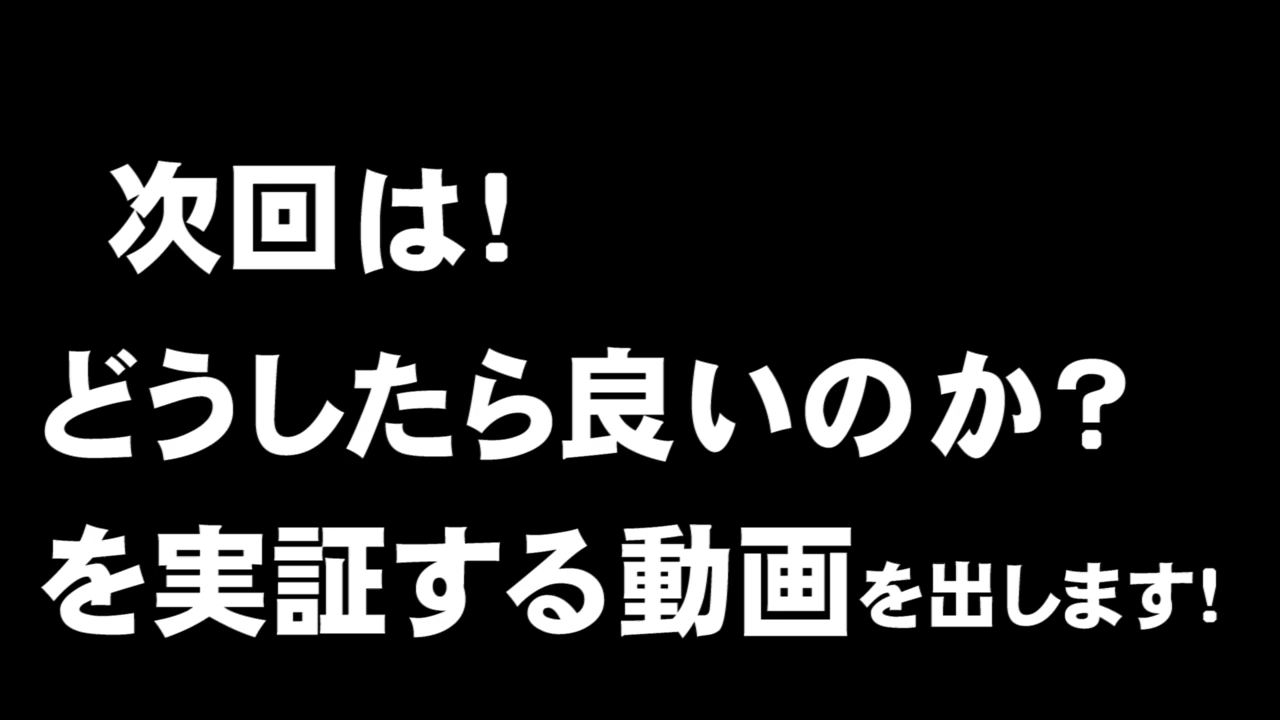 次回は！
どうしたら良いのか？
を実証する動画を出します！